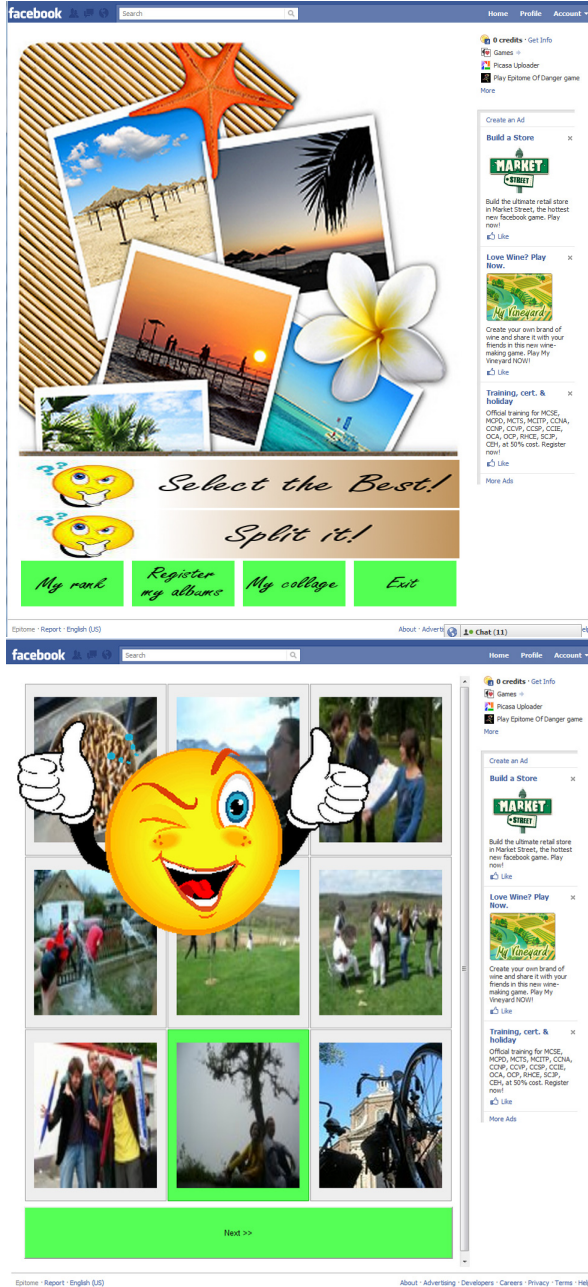 facebook
Search
Home Profile Account
0 credits · Get Info
Games
Picasa Uploader
Play Epitome Of Danger game
More
Create an Ad
Build a Store ×
MARKET
STREET
Build the ultimate retail store
in Market Street, the hottest
new facebook game. Play
now!
Like
Love Wine? Play ×
Now.
My Vineyard
Create your own brand of
wine and share it with your
friends in this new wine-
making game. Play My
Vineyard NOW!
Like
Training, cert. & ×
holiday
Official training for MCSE,
MCPD, MCTS, MCITP, CCNA,
CCNP, CCVP, CCSP, CCIE,
OCA, OCP, RHCE, SCJP,
CEH, at 50% cost. Register
now!
Like
More Ads
??
Select the Best!
??
Split it!
My rank
Register
my albums
My collage
Exit
Epitome · Report · English (US)
About · Adverti
Chat (11)
el
facebook
Search
Home Profile Account
0 credits · Get Info
Games
Picasa Uploader
Play Epitome Of Danger game
More
Create an Ad
Build a Store ×
MARKET
STREET
Build the ultimate retail store
in Market Street, the hottest
new facebook game. Play
now!
Like
Love Wine? Play ×
Now.
My Vineyard
Create your own brand of
wine and share it with your
friends in this new wine-
making game. Play My
Vineyard NOW!
Like
Training, cert. & ×
holiday
Official training for MCSE,
MCPD, MCTS, MCITP, CCNA,
CCNP, CCVP, CCSP, CCIE,
OCA, OCP, RHCE, SCJP,
CEH, at 50% cost. Register
now!
Like
More Ads
Next >>
Epitome · Report · English (US)
About · Advertising · Developers · Careers · Privacy · Terms · Help